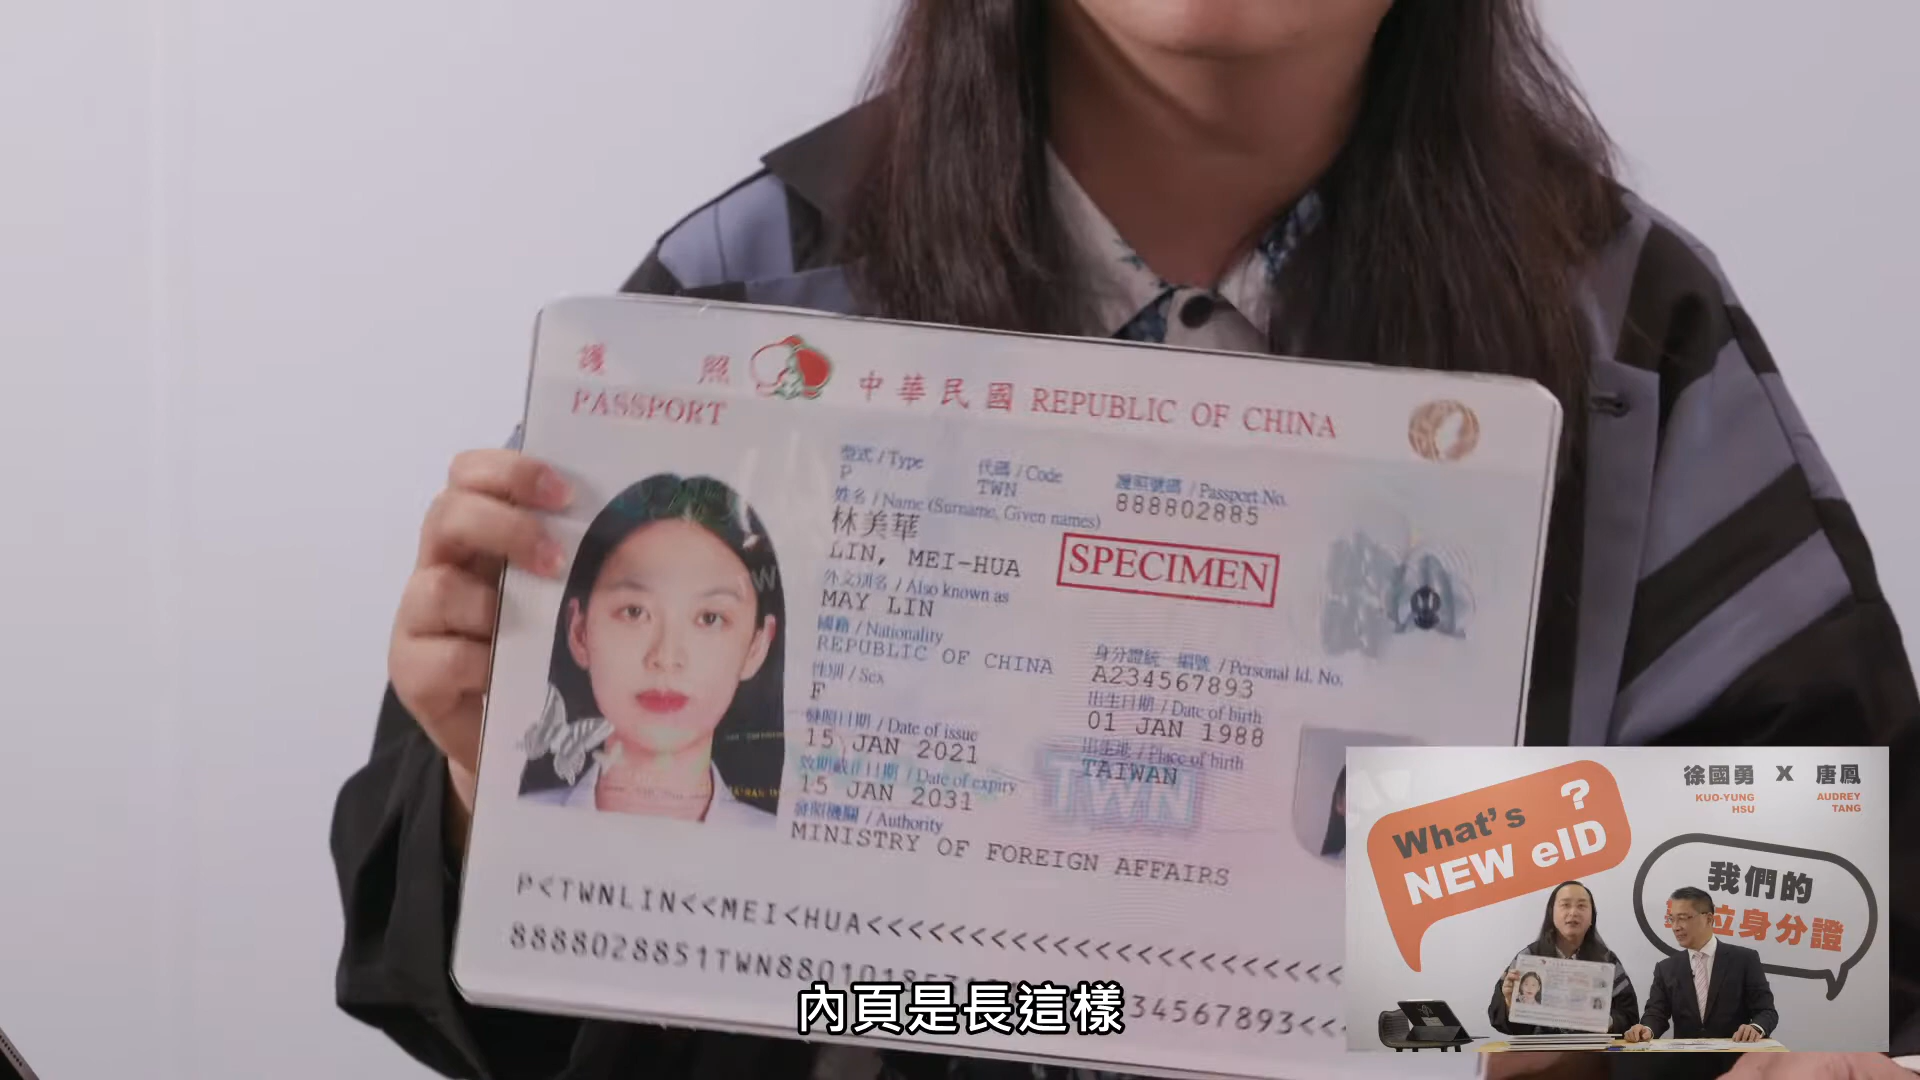 護 照 中華民國 REPUBLIC OF CHINA
PASSPORT
型式 / Type 代碼 / Code 護照號碼 / Passport No.
P TWN 888802885
姓名 / Name (Surname, Given names)
林美華
LIN, MEI-HUA
SPECIMEN
外文別名 / Also known as
MAY LIN
國籍 / Nationality 身分證統一編號 / Personal Id. No.
REPUBLIC OF CHINA A234567893
性別 / Sex 出生日期 / Date of birth
F 01 JAN 1988
發照日期 / Date of issue 出生地 / Place of birth
15 JAN 2021 TAIWAN
效期截止日期 / Date of expiry
15 JAN 2031
TWN
發照機關 / Authority
MINISTRY OF FOREIGN AFFAIRS
P<TWNLIN<<MEI<HUA<<<<<<<<<<<<<<<<<<<<<
8888028851TWN880101 34567893<<
內頁是長這樣
徐國勇 X 唐鳳
KUO-YUNG HSU AUDREY TANG
What's NEW eID?
我們的
位身分證